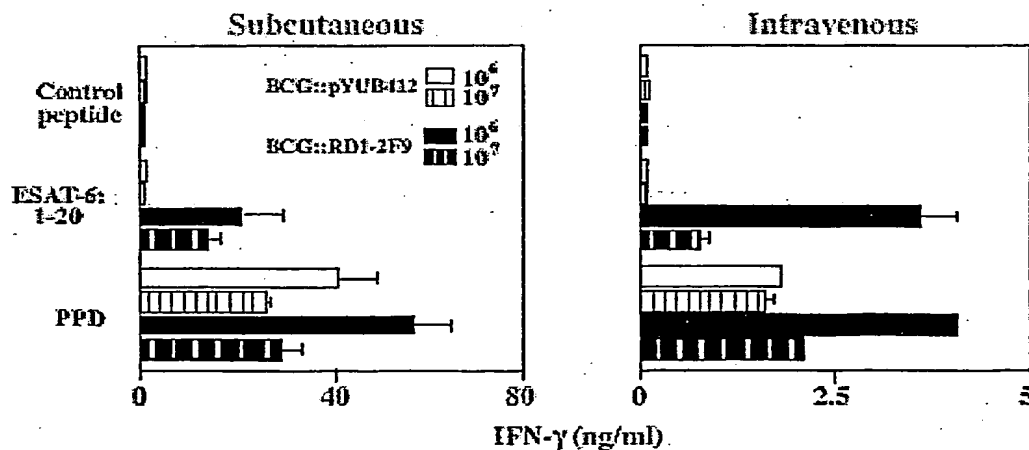 Subcutaneous
Intravenous
Control peptide
BCG::pYUB412
10⁶
10⁷
BCG::RD1-2F9
10⁶
10⁷
ESAT-6:
1-20
PPD
0
40
80
0
2.5
5
IFN-γ (ng/ml)